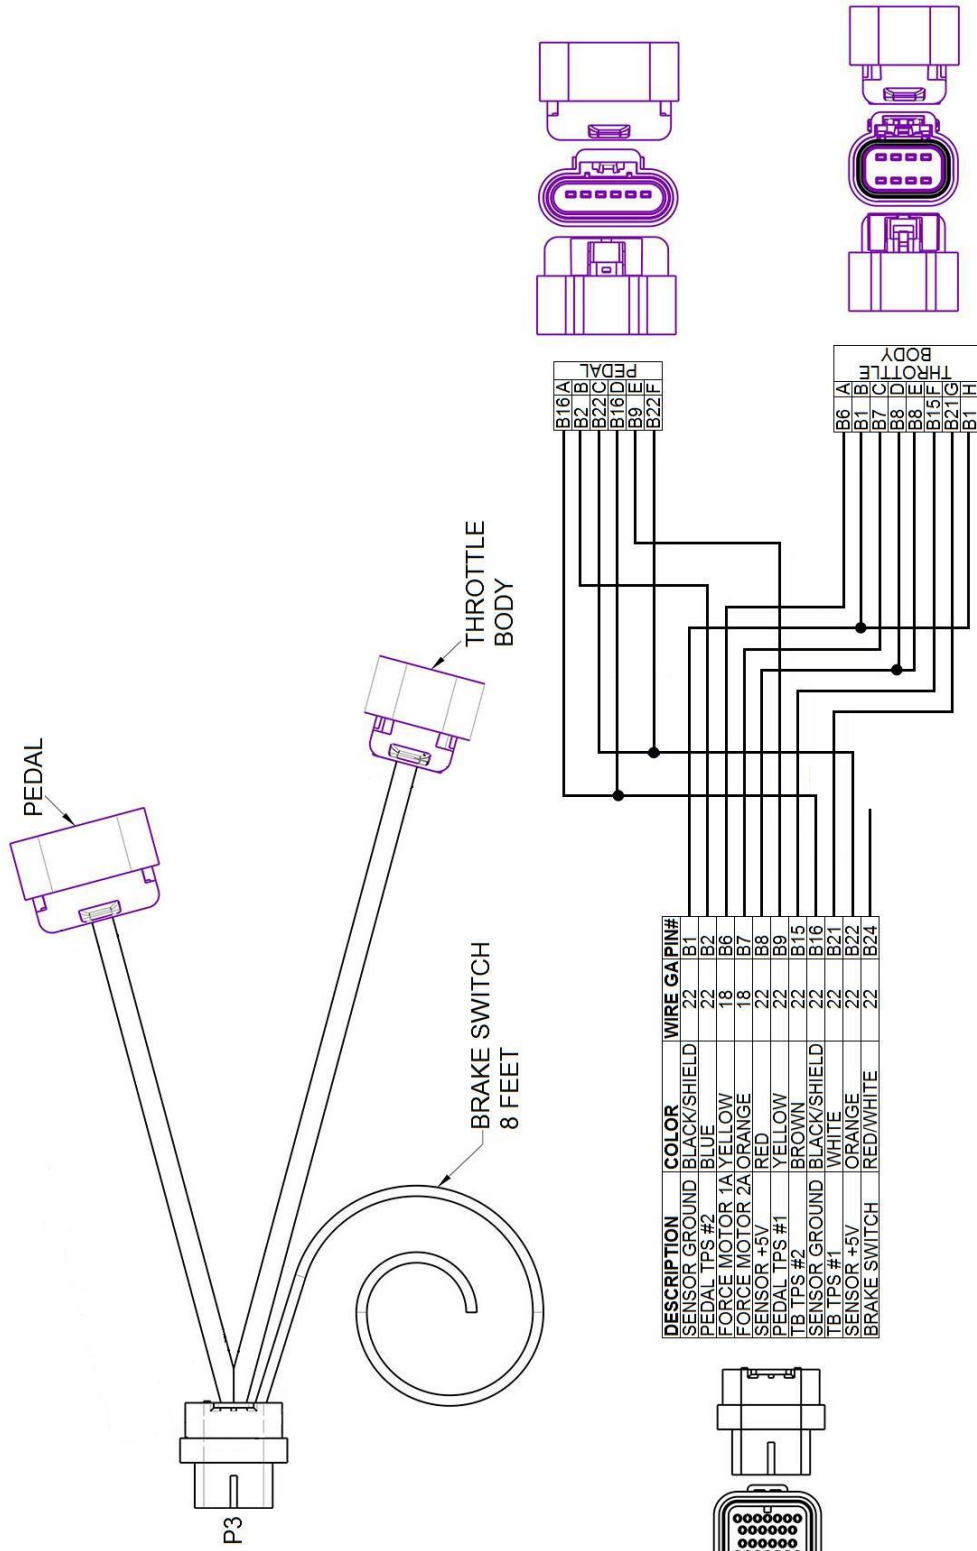 PEDAL
THROTTLE
BODY
BRAKE SWITCH
8 FEET
P3
DESCRIPTION COLOR WIRE GA PIN#
SENSOR GROUND BLACK/SHIELD 22 B1
PEDAL TPS #2 BLUE 22 B2
FORCE MOTOR 1A YELLOW 18 B6
FORCE MOTOR 2A ORANGE 18 B7
SENSOR +5V RED 22 B8
PEDAL TPS #1 YELLOW 22 B9
TB TPS #2 BROWN 22 B15
SENSOR GROUND BLACK/SHIELD 22 B16
TB TPS #1 WHITE 22 B21
SENSOR +5V ORANGE 22 B22
BRAKE SWITCH RED/WHITE 22 B24
PEDAL
B16 A
B2 B
B22 C
B16 D
B9 E
B22 F
THROTTLE
BODY
B6 A
B1 B
B7 C
B8 D
B8 E
B15 F
B21 G
B1 H